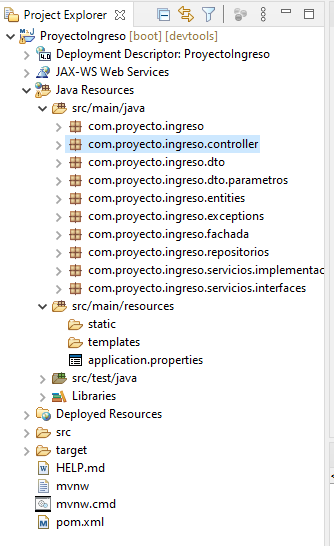 Project Explorer
ProyectoIngreso [boot] [devtools]
Deployment Descriptor: ProyectoIngreso
JAX-WS Web Services
Java Resources
src/main/java
com.proyecto.ingreso
com.proyecto.ingreso.controller
com.proyecto.ingreso.dto
com.proyecto.ingreso.dto.parametros
com.proyecto.ingreso.entities
com.proyecto.ingreso.exceptions
com.proyecto.ingreso.fachada
com.proyecto.ingreso.repositorios
com.proyecto.ingreso.servicios.implementac
com.proyecto.ingreso.servicios.interfaces
src/main/resources
static
templates
application.properties
src/test/java
Libraries
Deployed Resources
src
target
HELP.md
mvnw
mvnw.cmd
pom.xml